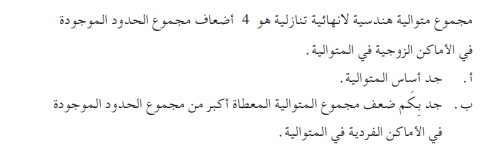 مجموع متوالية هندسية لانهائية تنازلية هو 4 أضعاف مجموع الحدود الموجودة
في الأماكن الزوجية في المتوالية.
أ. جد أساس المتوالية.
ب. جد بِكَم ضعف مجموع المتوالية المعطاة أكبر من مجموع الحدود الموجودة
في الأماكن الفردية في المتوالية.